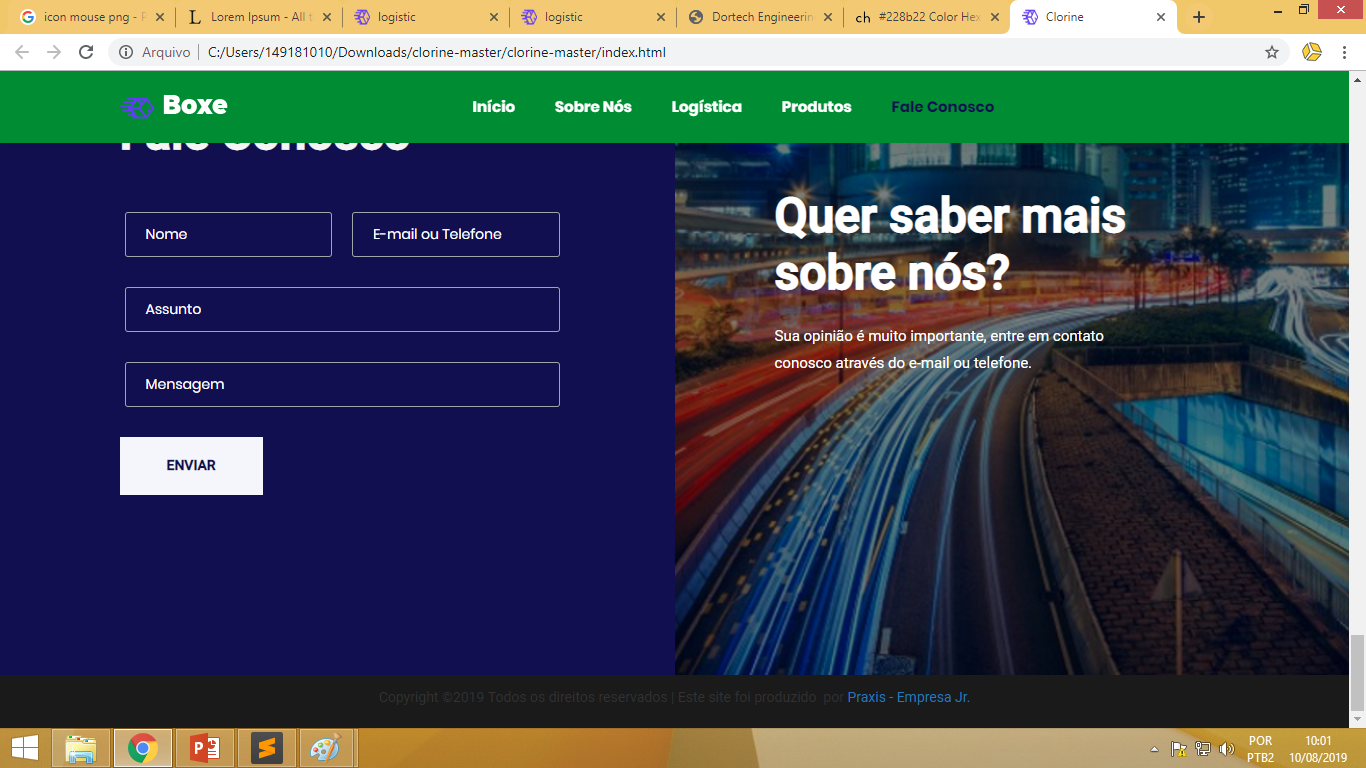 icon mouse png - P
Lorem Ipsum - All t
logistic
logistic
Dortech Engineerin
ch #228b22 Color Hex
Clorine
Arquivo C:/Users/149181010/Downloads/clorine-master/clorine-master/index.html
Boxe
Início Sobre Nós Logística Produtos Fale Conosco
Fale Conosco
Nome
E-mail ou Telefone
Assunto
Mensagem
ENVIAR
Quer saber mais
sobre nós?
Sua opinião é muito importante, entre em contato
conosco através do e-mail ou telefone.
Copyright ©2019 Todos os direitos reservados | Este site foi produzido por Praxis - Empresa Jr.
POR
PTB2
10:01
10/08/2019